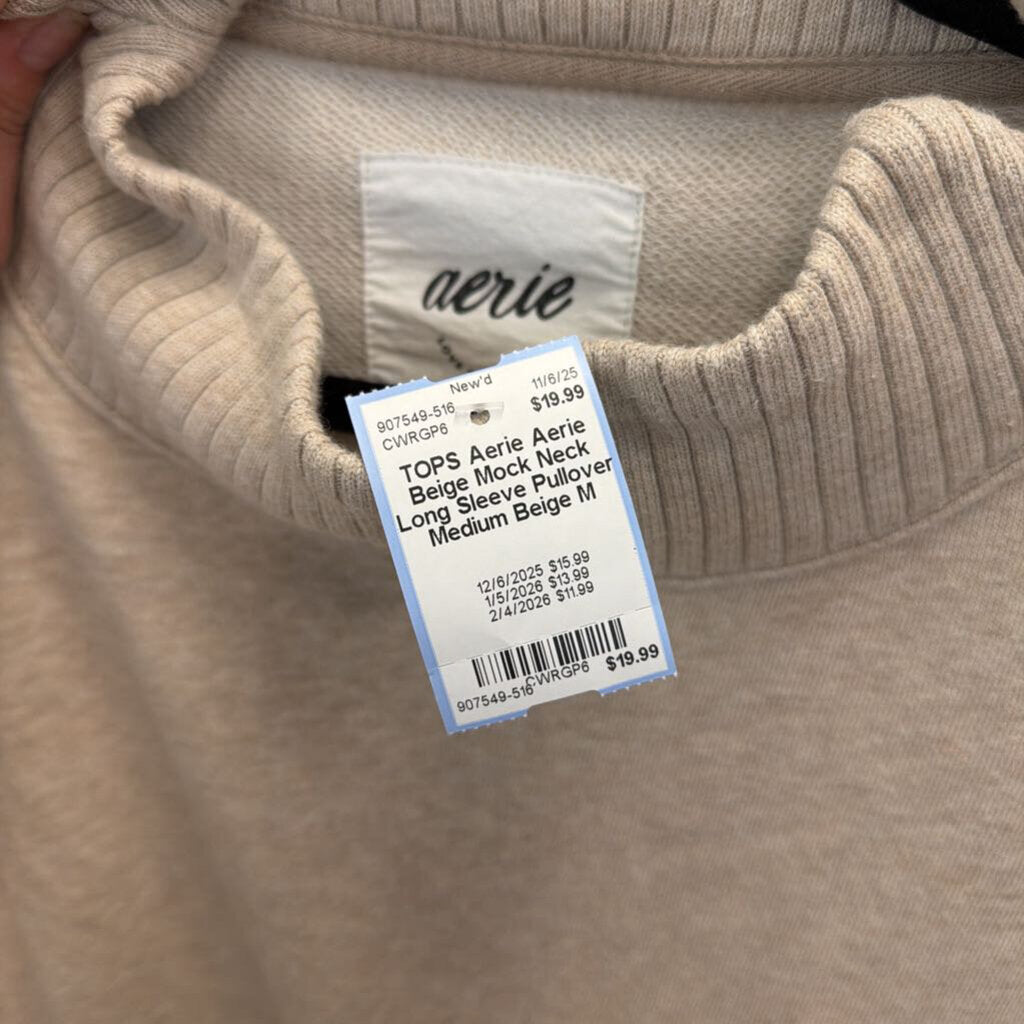 aerie
New'd
907549-516 11/6/25
CWRGP6 $19.99
TOPS Aerie Aerie
Beige Mock Neck
Long Sleeve Pullover
Medium Beige M
12/6/2025 $15.99
1/5/2026 $13.99
2/4/2026 $11.99
CWRGP6 $19.99
907549-516